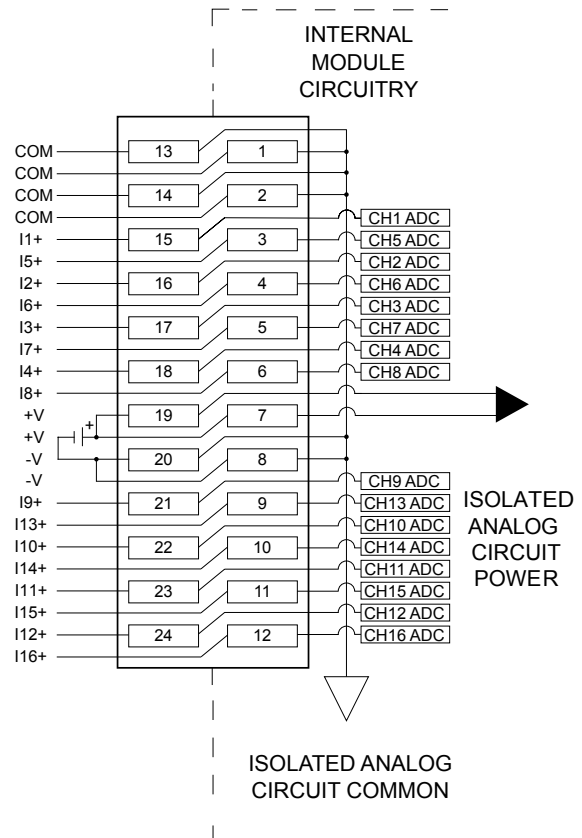 INTERNAL
MODULE
CIRCUITRY
COM
13
1
COM
COM
14
2
COM
CH1 ADC
I1+
15
3
CH5 ADC
I5+
CH2 ADC
I2+
16
4
CH6 ADC
I6+
CH3 ADC
I3+
17
5
CH7 ADC
I7+
CH4 ADC
I4+
18
6
CH8 ADC
I8+
+V
19
7
+
+V
-V
20
8
-V
CH9 ADC
I9+
21
9
CH13 ADC
I13+
CH10 ADC
I10+
22
10
CH14 ADC
I14+
CH11 ADC
I11+
23
11
CH15 ADC
I15+
CH12 ADC
I12+
24
12
CH16 ADC
I16+
ISOLATED
ANALOG
CIRCUIT
POWER
ISOLATED ANALOG
CIRCUIT COMMON